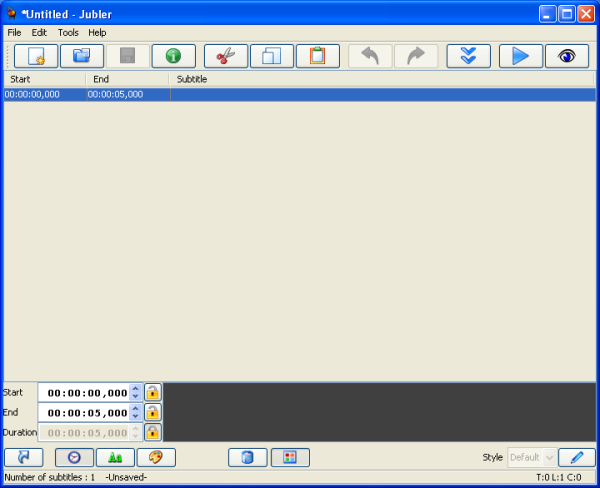 *Untitled - Jubler
File Edit Tools Help
Start End Subtitle
00:00:00,000 00:00:05,000
Start 00:00:00,000
End 00:00:05,000
Duration 00:00:05,000
Aa
Style Default
Number of subtitles : 1 -Unsaved- T:0 L:1 C:0